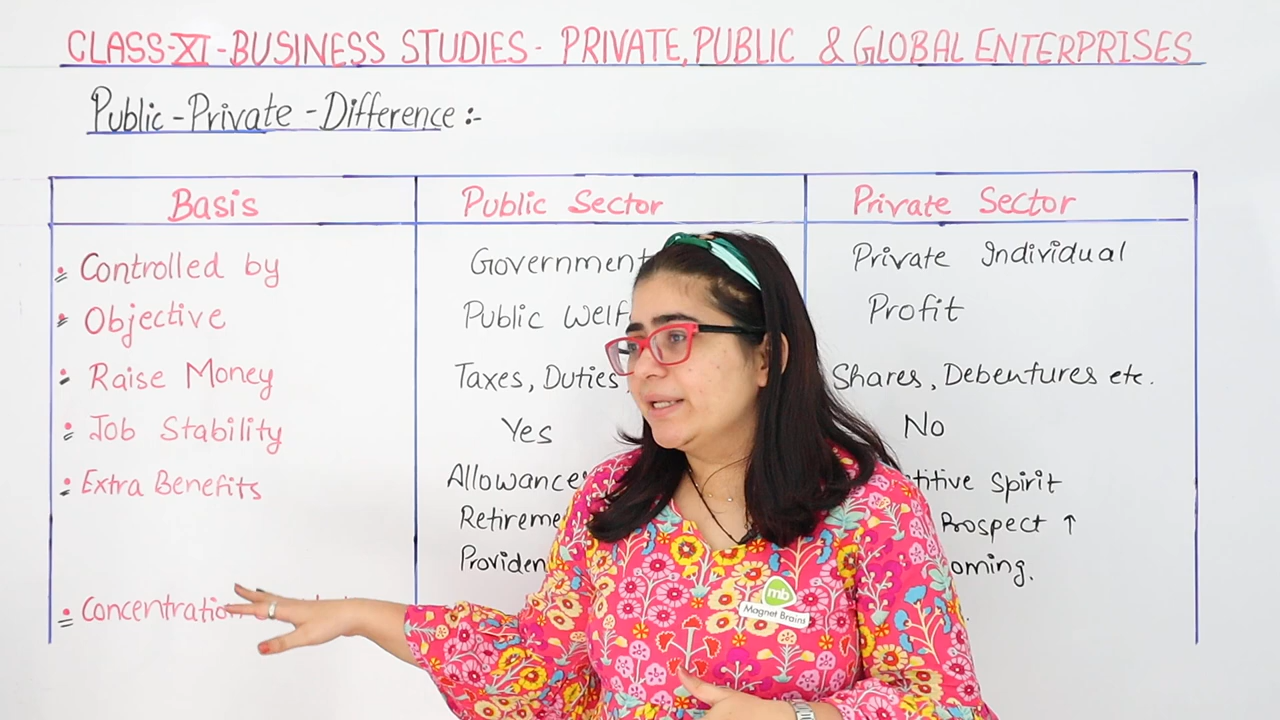 CLASS-XI-BUSINESS STUDIES- PRIVATE, PUBLIC & GLOBAL ENTERPRISES
Public-Private-Difference:-
Basis Public Sector Private Sector
Controlled by Government Private Individual
Objective Public Profit
Raise Money Taxes, Duties Shares, Debentures etc.
Job Stability Yes No
Extra Benefits Spirit
Prospect ↑
mb
Magnet Brains